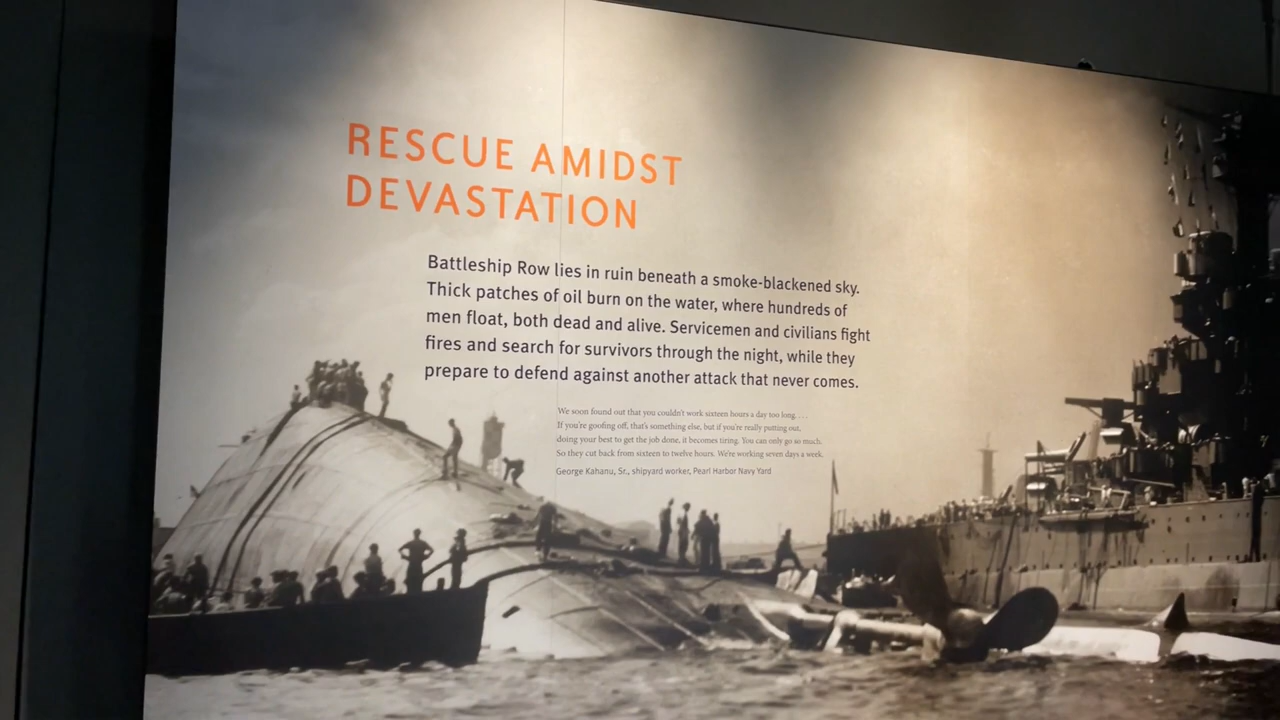 RESCUE AMIDST
DEVASTATION
Battleship Row lies in ruin beneath a smoke-blackened sky.
Thick patches of oil burn on the water, where hundreds of
men float, both dead and alive. Servicemen and civilians fight
fires and search for survivors through the night, while they
prepare to defend against another attack that never comes.
We soon found out that you couldn't work sixteen hours a day too long. . . .
If you're goofing off, that's something else, but if you're really putting out,
doing your best to get the job done, it becomes tiring. You can only go so much.
So they cut back from sixteen to twelve hours. We're working seven days a week.
George Kahanu, Sr., shipyard worker, Pearl Harbor Navy Yard